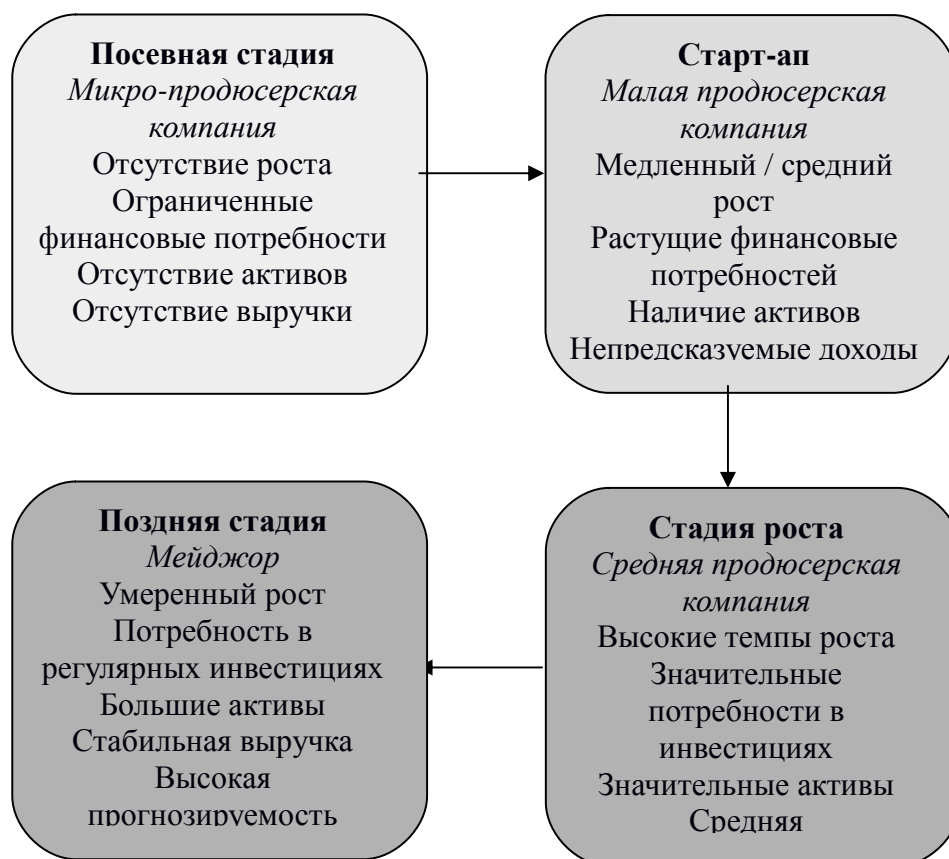 Посевная стадия
Микро-продюсерская
компания
Отсутствие роста
Ограниченные
финансовые потребности
Отсутствие активов
Отсутствие выручки
Старт-ап
Малая продюсерская
компания
Медленный / средний
рост
Растущие финансовые
потребностей
Наличие активов
Непредсказуемые доходы
Стадия роста
Средняя продюсерская
компания
Высокие темпы роста
Значительные
потребности в
инвестициях
Значительные активы
Средняя
Поздняя стадия
Мейджор
Умеренный рост
Потребность в
регулярных инвестициях
Большие активы
Стабильная выручка
Высокая
прогнозируемость